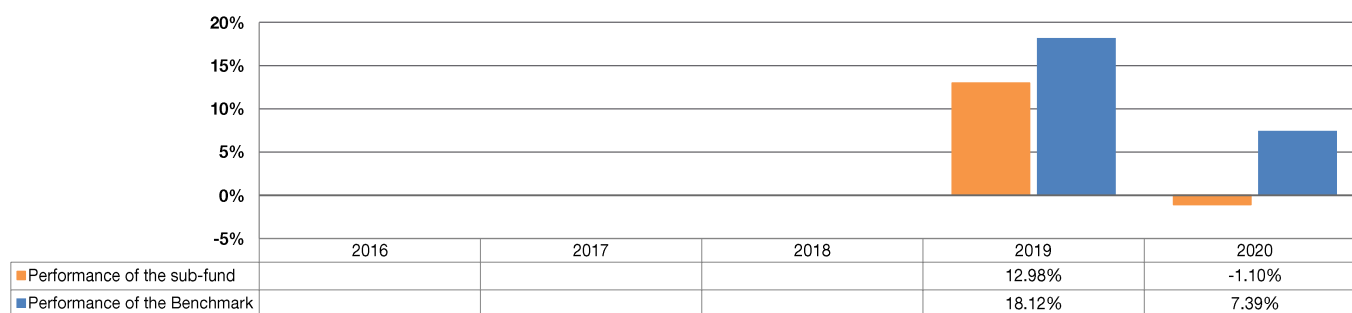 20%
15%
10%
5%
0%
-5%
2016 2017 2018 2019 2020
Performance of the sub-fund 12.98% -1.10%
Performance of the Benchmark 18.12% 7.39%